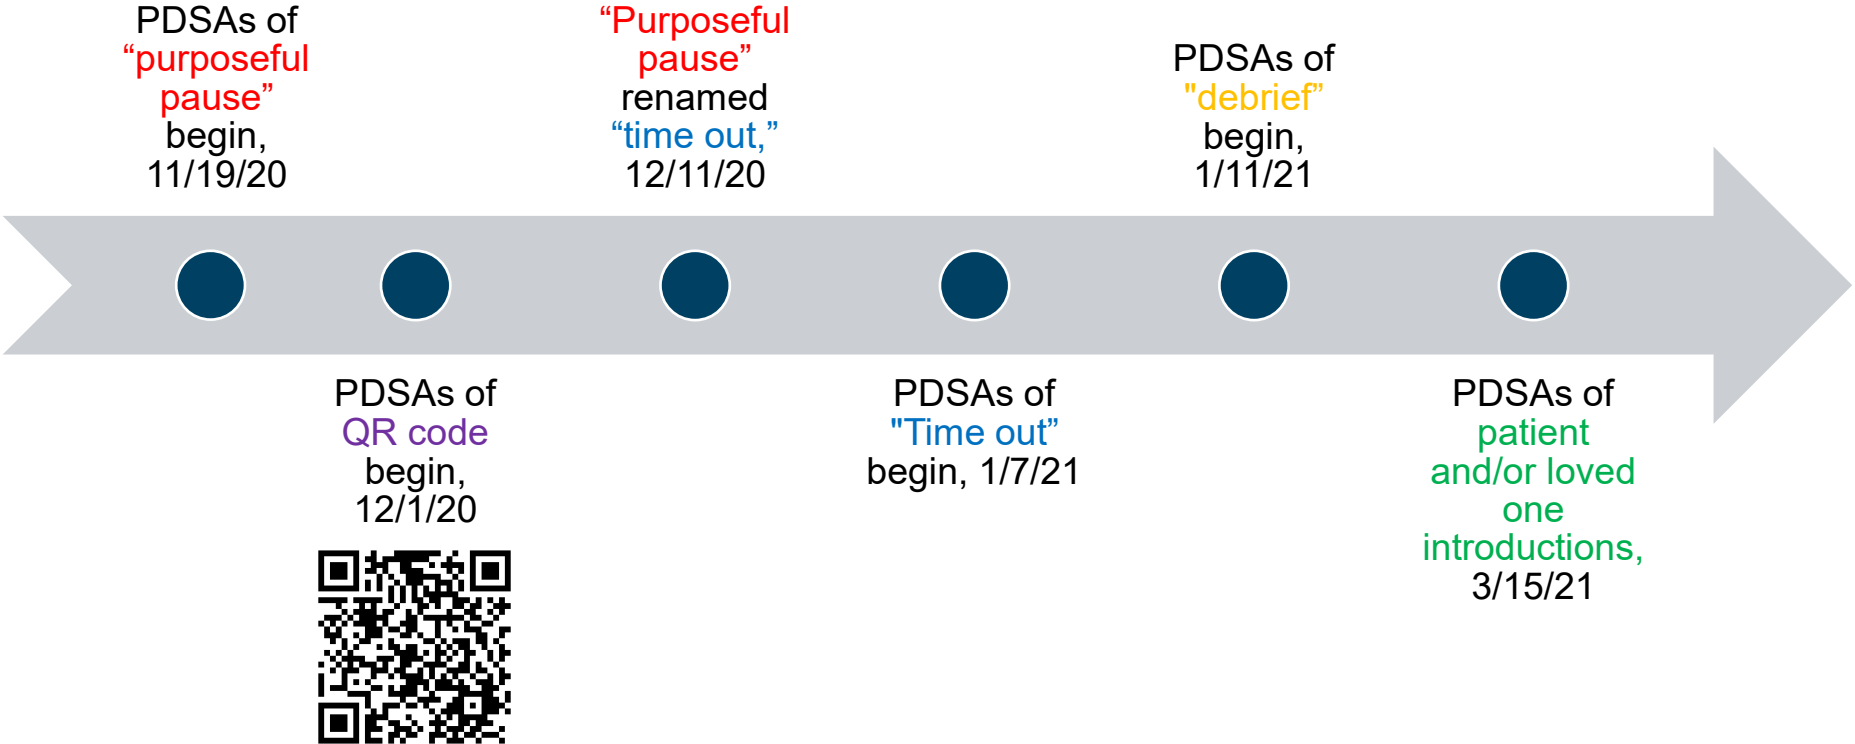 PDSAs of
“purposeful
pause”
begin,
11/19/20
PDSAs of
QR code
begin,
12/1/20
“Purposeful
pause”
renamed
“time out,”
12/11/20
PDSAs of
"Time out”
begin, 1/7/21
PDSAs of
"debrief”
begin,
1/11/21
PDSAs of
patient
and/or loved
one
introductions,
3/15/21